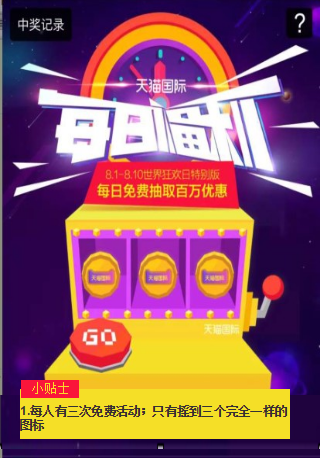 中奖记录
?
天猫国际
每日福利
8.1-8.10世界狂欢日特别版
每日免费抽取百万优惠
天猫国际
天猫国际
天猫国际
天猫国际
GO
小贴士
1.每人有三次免费活动；只有摇到三个完全一样的
图标